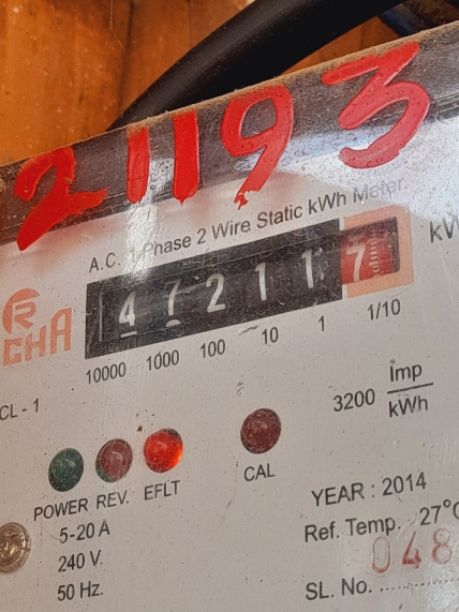 21193
A.C. 1 Phase 2 Wire Static kWh Meter.
47211 7
kW
10000 1000 100 10 1 1/10
CHA
CL - 1
3200 Imp/kWh
POWER REV. EFLT CAL
5-20 A
240 V.
50 Hz.
YEAR : 2014
Ref. Temp. 27°C
048
SL. No.